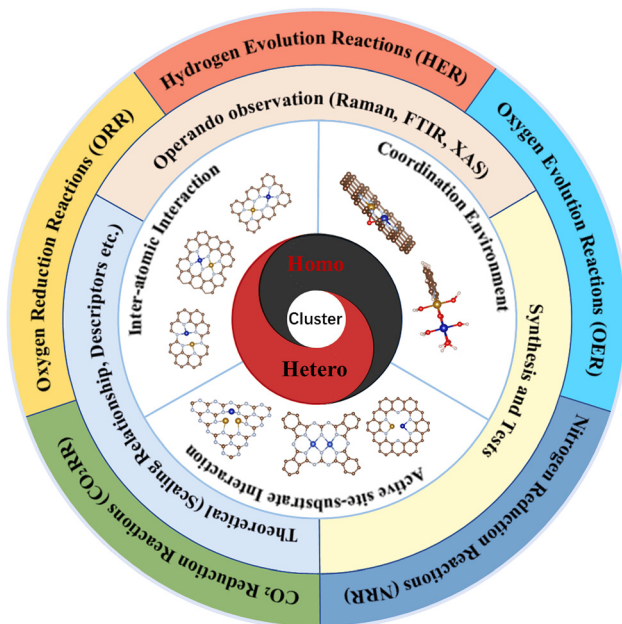 Hydrogen Evolution Reactions (HER)
Oxygen Evolution Reactions (OER)
Nitrogen Reduction Reactions (NRR)
CO₂ Reduction Reactions (CO₂RR)
Oxygen Reduction Reactions (ORR)
Operando observation (Raman, FTIR, XAS)
Synthesis and Tests
Theoretical (Scaling Relationship, Descriptors etc.)
Inter-atomic Interaction
Coordination Environment
Active site-substrate Interaction
Homo
Cluster
Hetero